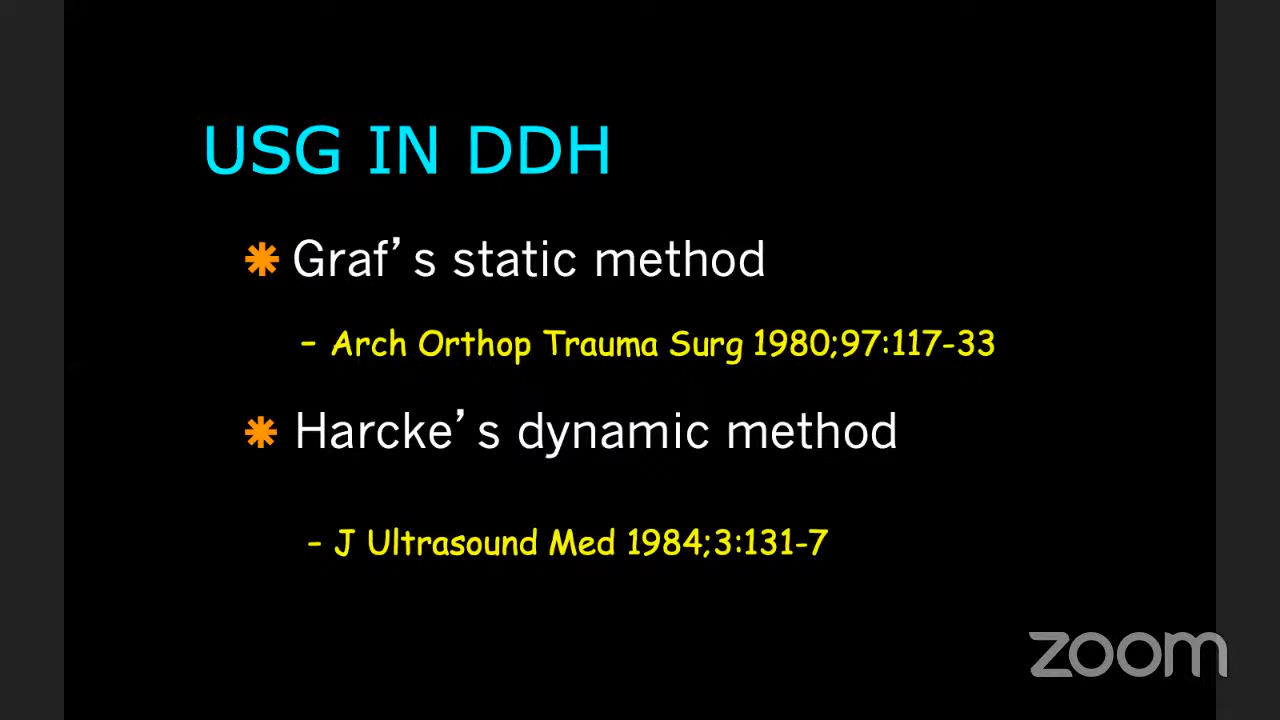 USG IN DDH
Graf’s static method
– Arch Orthop Trauma Surg 1980;97:117-33
Harcke’s dynamic method
– J Ultrasound Med 1984;3:131-7
zoom